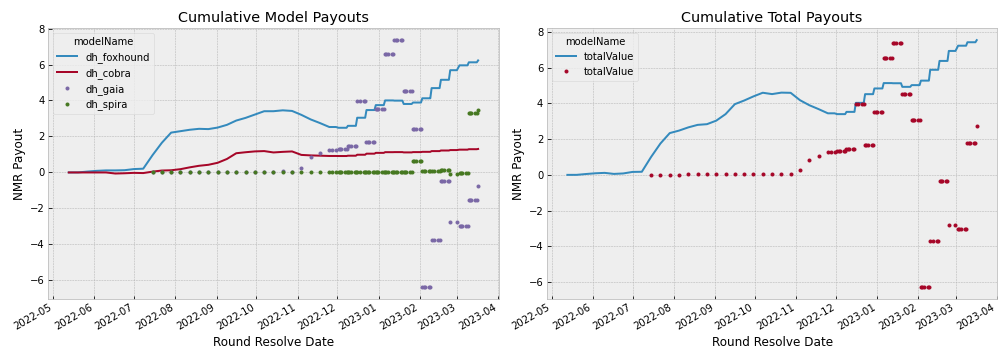 Cumulative Model Payouts
8
6
4
2
0
−2
−4
−6
NMR Payout
modelName
dh_foxhound
dh_cobra
dh_gaia
dh_spira
2022-05
2022-06
2022-07
2022-08
2022-09
2022-10
2022-11
2022-12
2023-01
2023-02
2023-03
2023-04
Round Resolve Date
Cumulative Total Payouts
8
6
4
2
0
−2
−4
−6
NMR Payout
modelName
totalValue
totalValue
2022-05
2022-06
2022-07
2022-08
2022-09
2022-10
2022-11
2022-12
2023-01
2023-02
2023-03
2023-04
Round Resolve Date